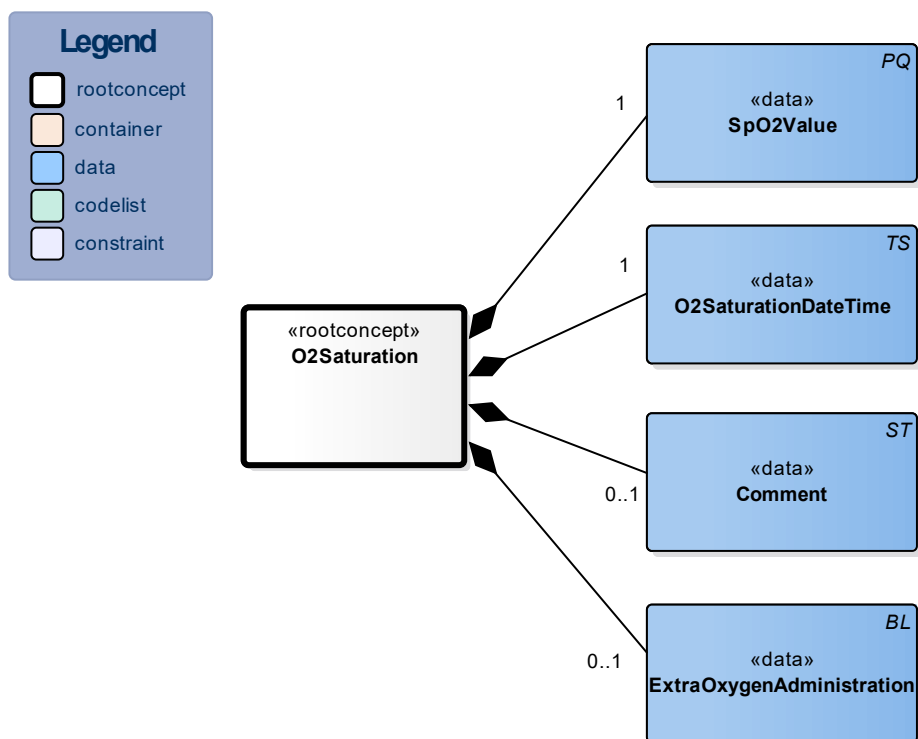 Legend
rootconcept
container
data
codelist
constraint
«rootconcept»
O2Saturation
1
PQ
«data»
SpO2Value
1
TS
«data»
O2SaturationDateTime
0..1
ST
«data»
Comment
0..1
BL
«data»
ExtraOxygenAdministration